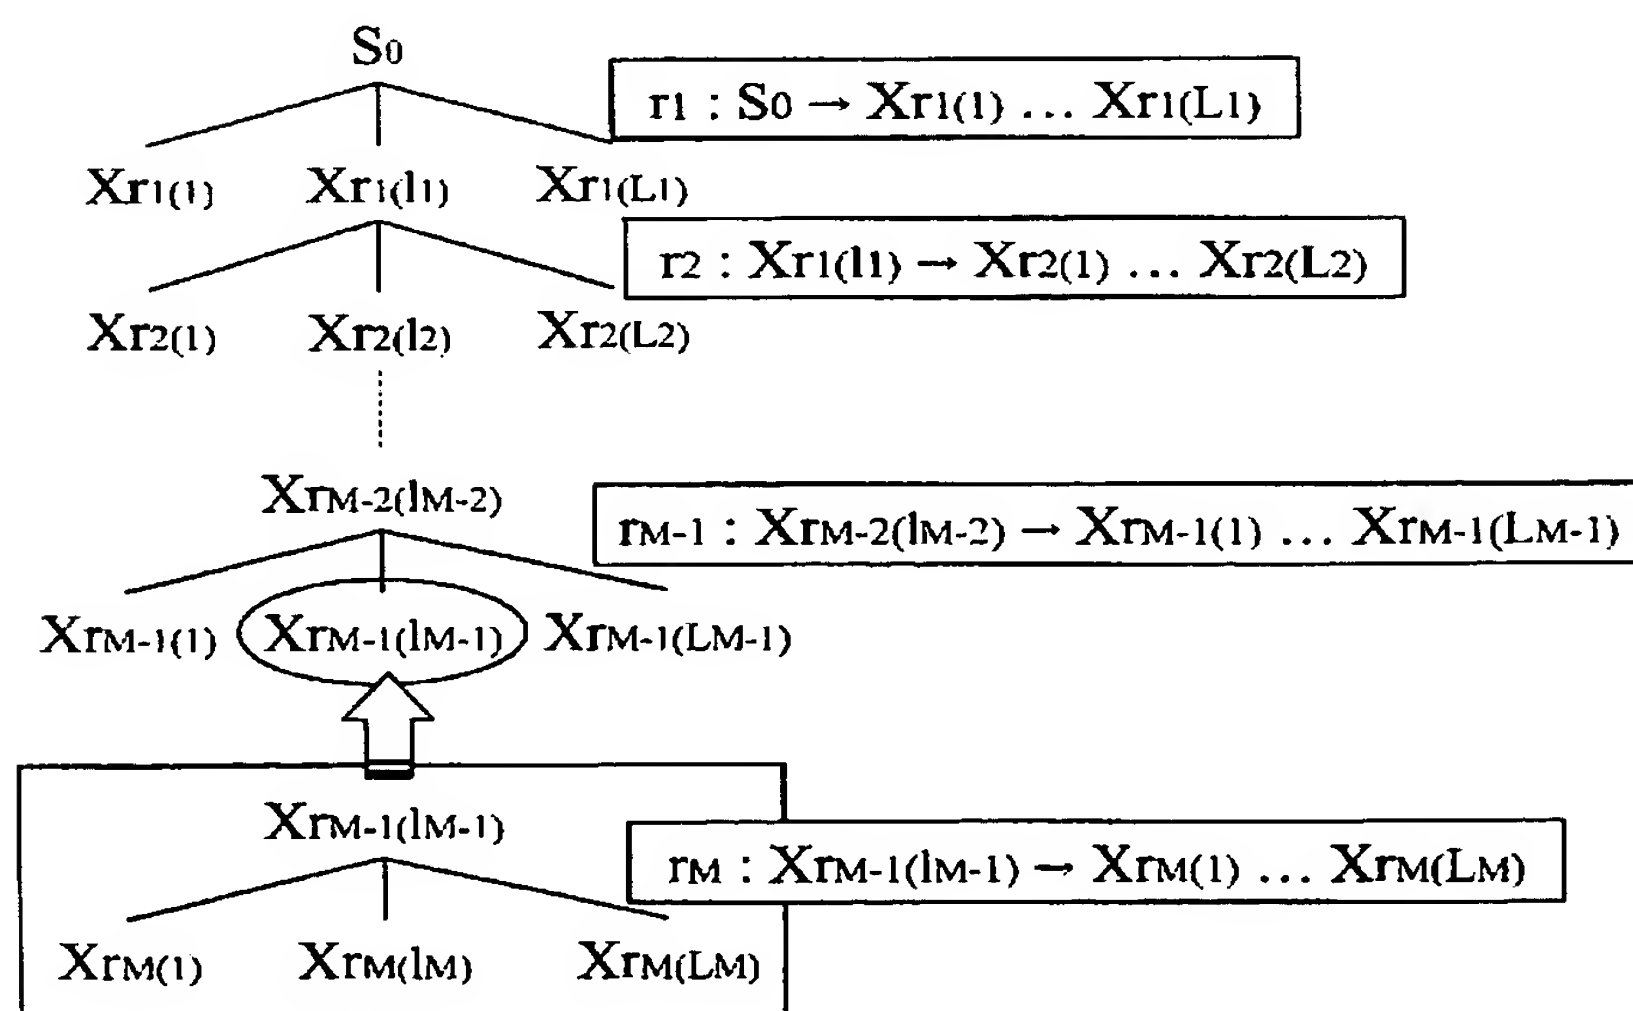 S0
r1 : S0 → Xr1(1) … Xr1(L1)
Xr1(1) Xr1(l1) Xr1(L1)
r2 : Xr1(l1) → Xr2(1) … Xr2(L2)
Xr2(1) Xr2(l2) Xr2(L2)
XrM-2(lM-2)
rM-1 : XrM-2(lM-2) → XrM-1(1) … XrM-1(LM-1)
XrM-1(1) XrM-1(lM-1) XrM-1(LM-1)
XrM-1(lM-1)
rM : XrM-1(lM-1) → XrM(1) … XrM(LM)
XrM(1) XrM(lM) XrM(LM)